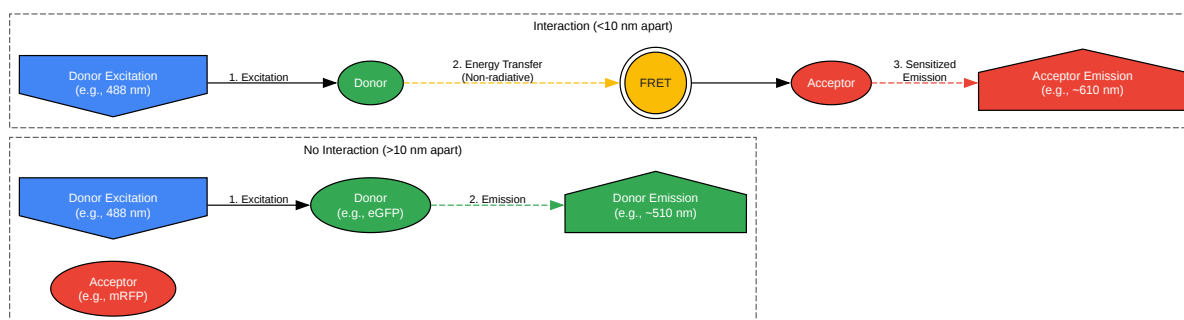 Interaction (<10 nm apart)
Donor Excitation
(e.g., 488 nm)
1. Excitation
Donor
2. Energy Transfer
(Non-radiative)
FRET
Acceptor
3. Sensitized
Emission
Acceptor Emission
(e.g., ~610 nm)
No Interaction (>10 nm apart)
Donor Excitation
(e.g., 488 nm)
1. Excitation
Donor
(e.g., eGFP)
2. Emission
Donor Emission
(e.g., ~510 nm)
Acceptor
(e.g., mRFP)